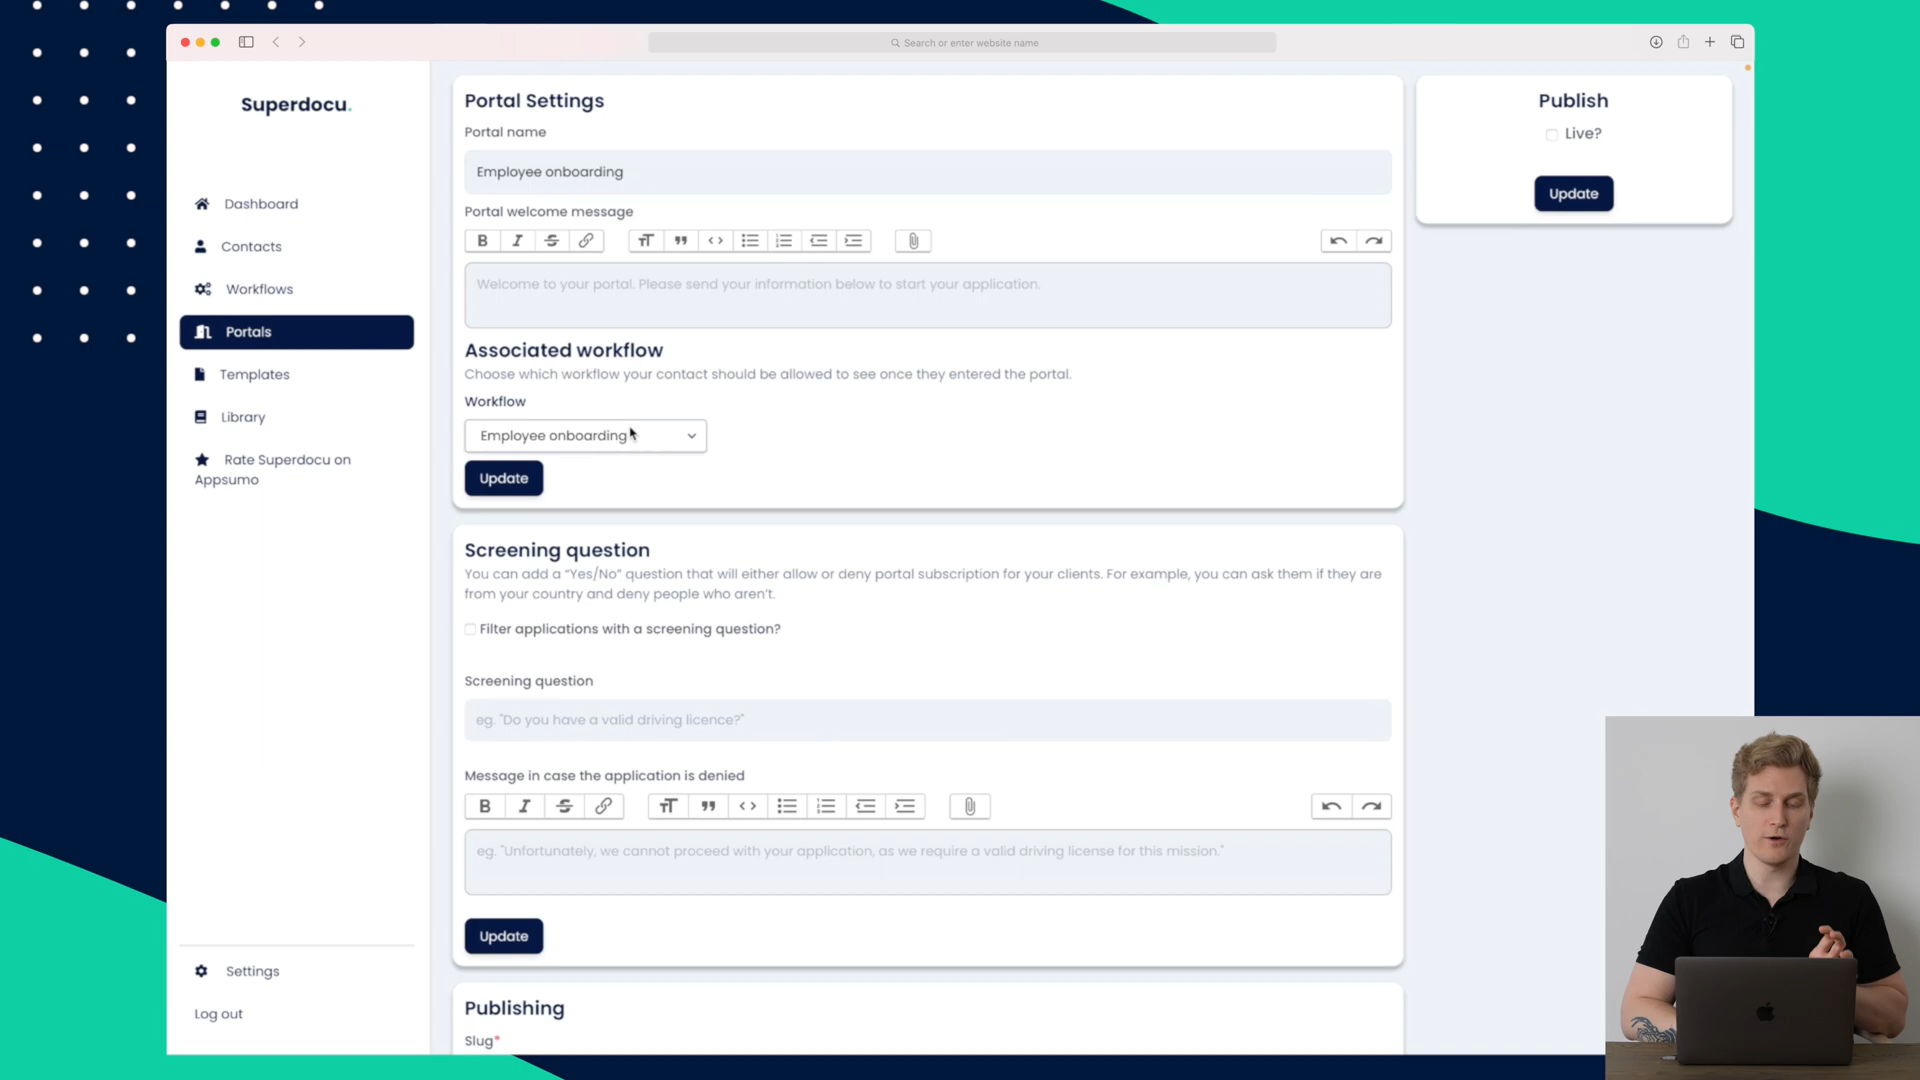 Search or enter website name
Superdocu.
Dashboard
Contacts
Workflows
Portals
Templates
Library
Rate Superdocu on
Appsumo
Settings
Log out
Portal Settings
Portal name
Employee onboarding
Portal welcome message
Welcome to your portal. Please send your information below to start your application.
Associated workflow
Choose which workflow your contact should be allowed to see once they entered the portal.
Workflow
Employee onboarding
Update
Screening question
You can add a “Yes/No” question that will either allow or deny portal subscription for your clients. For example, you can ask them if they are
from your country and deny people who aren’t.
Filter applications with a screening question?
Screening question
eg. "Do you have a valid driving licence?"
Message in case the application is denied
eg. "Unfortunately, we cannot proceed with your application, as we require a valid driving license for this mission."
Update
Publishing
Slug*
Publish
Live?
Update